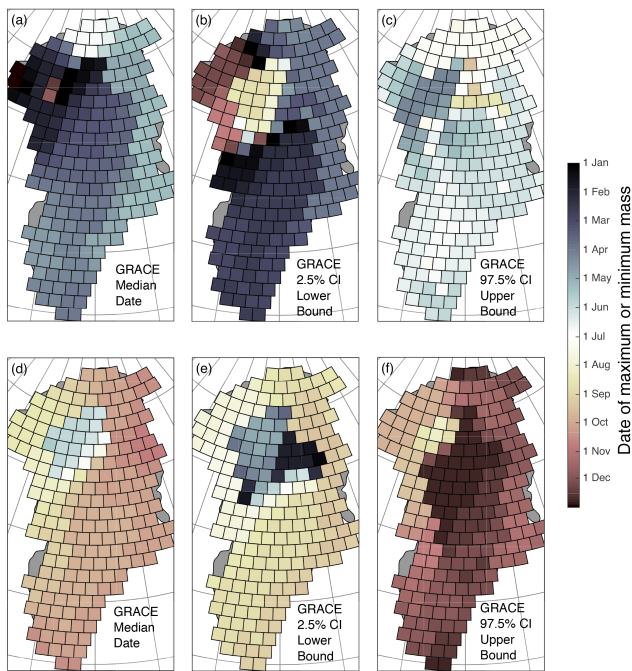 (a)
GRACE
Median
Date
(b)
GRACE
2.5% CI
Lower
Bound
(c)
GRACE
97.5% CI
Upper
Bound
1 Jan
1 Feb
1 Mar
1 Apr
1 May
1 Jun
1 Jul
1 Aug
1 Sep
1 Oct
1 Nov
1 Dec
Date of maximum or minimum mass
(d)
GRACE
Median
Date
(e)
GRACE
2.5% CI
Lower
Bound
(f)
GRACE
97.5% CI
Upper
Bound